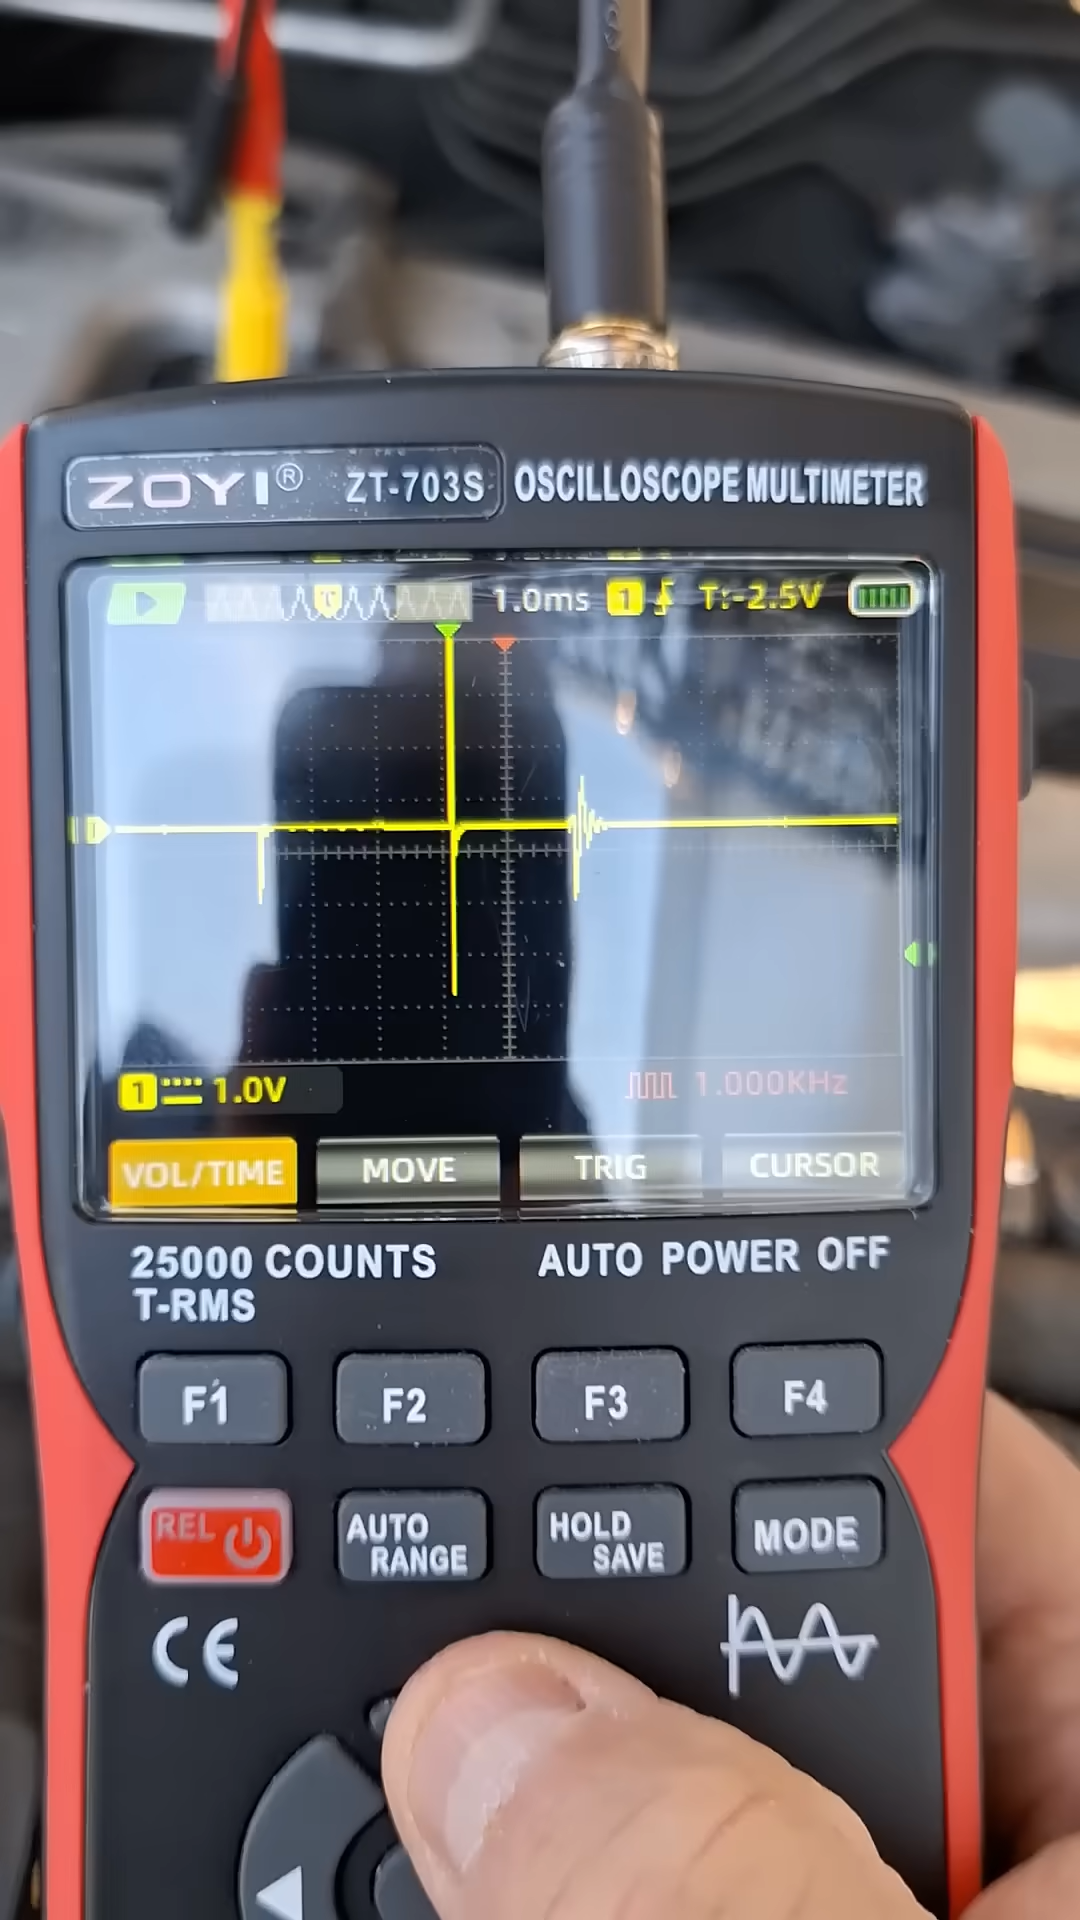 ZOYI® ZT-703S OSCILLOSCOPE MULTIMETER
T 1.0ms 1 T:-2.5V
1 1.0V 1.000KHz
VOL/TIME MOVE TRIG CURSOR
25000 COUNTS AUTO POWER OFF
T-RMS
F1 F2 F3 F4
REL AUTO RANGE HOLD SAVE MODE
CE